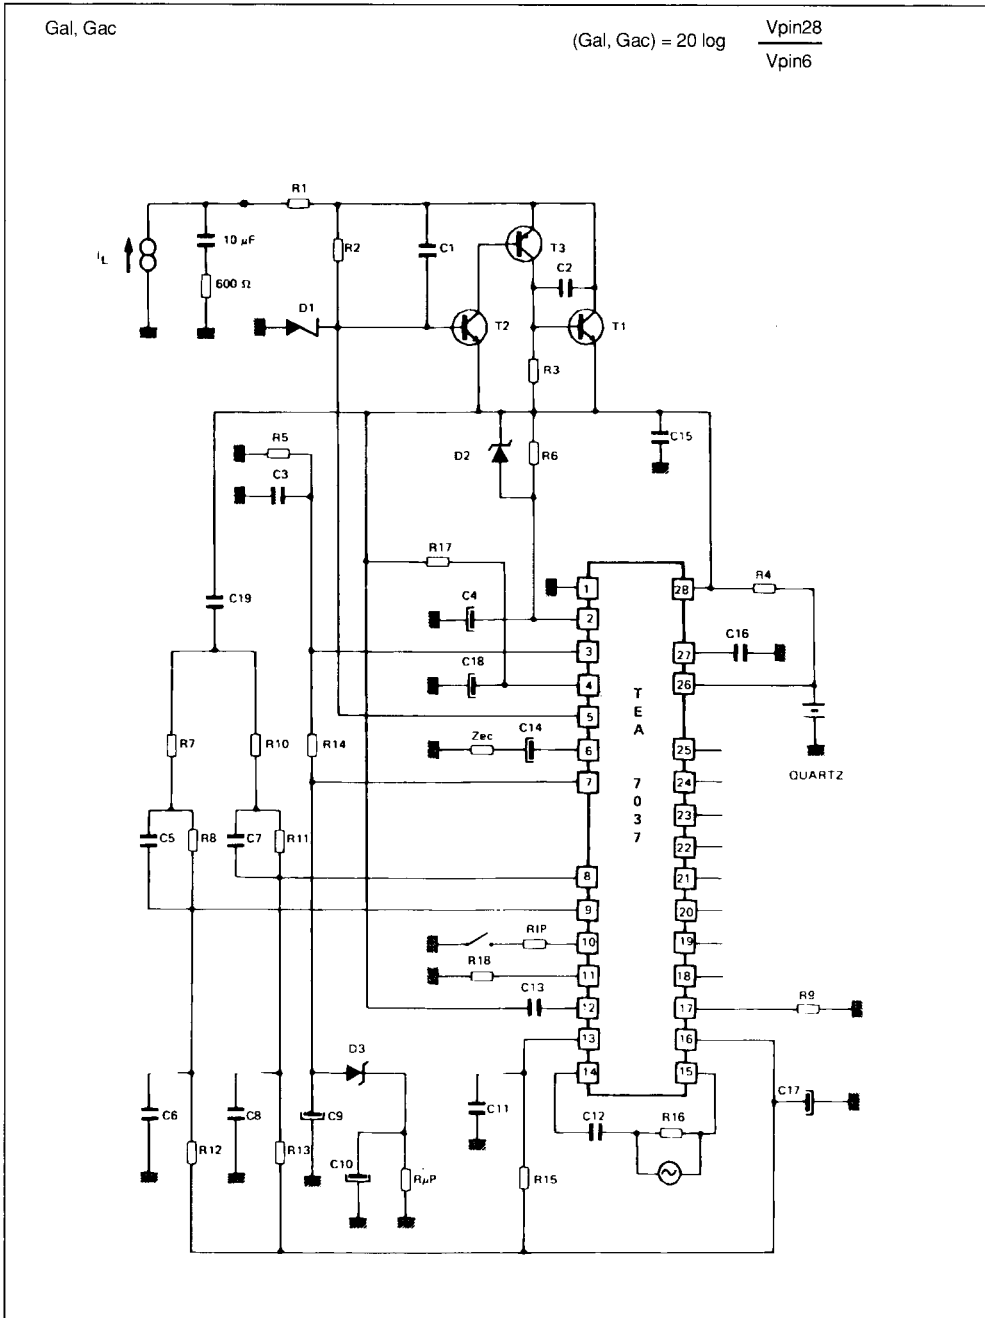 Gal, Gac
(Gal, Gac) = 20 log Vpin28
Vpin6
R1
IL
10 µF
R2
C1
T3
C2
600 Ω
D1
T2
T1
R3
R5
D2
R6
C15
C3
R17
R4
C4
1
28
C19
2
C16
3
27
C18
4
26
T
E
A
7
0
3
7
5
Zec
C14
R7
R10
R14
6
25
QUARTZ
7
24
23
C5
R8
C7
R11
22
8
21
9
20
RIP
10
19
R18
11
18
C13
12
17
R9
13
16
D3
14
15
C17
C6
C8
C9
C11
C12
R16
R12
R13
C10
RµP
R15